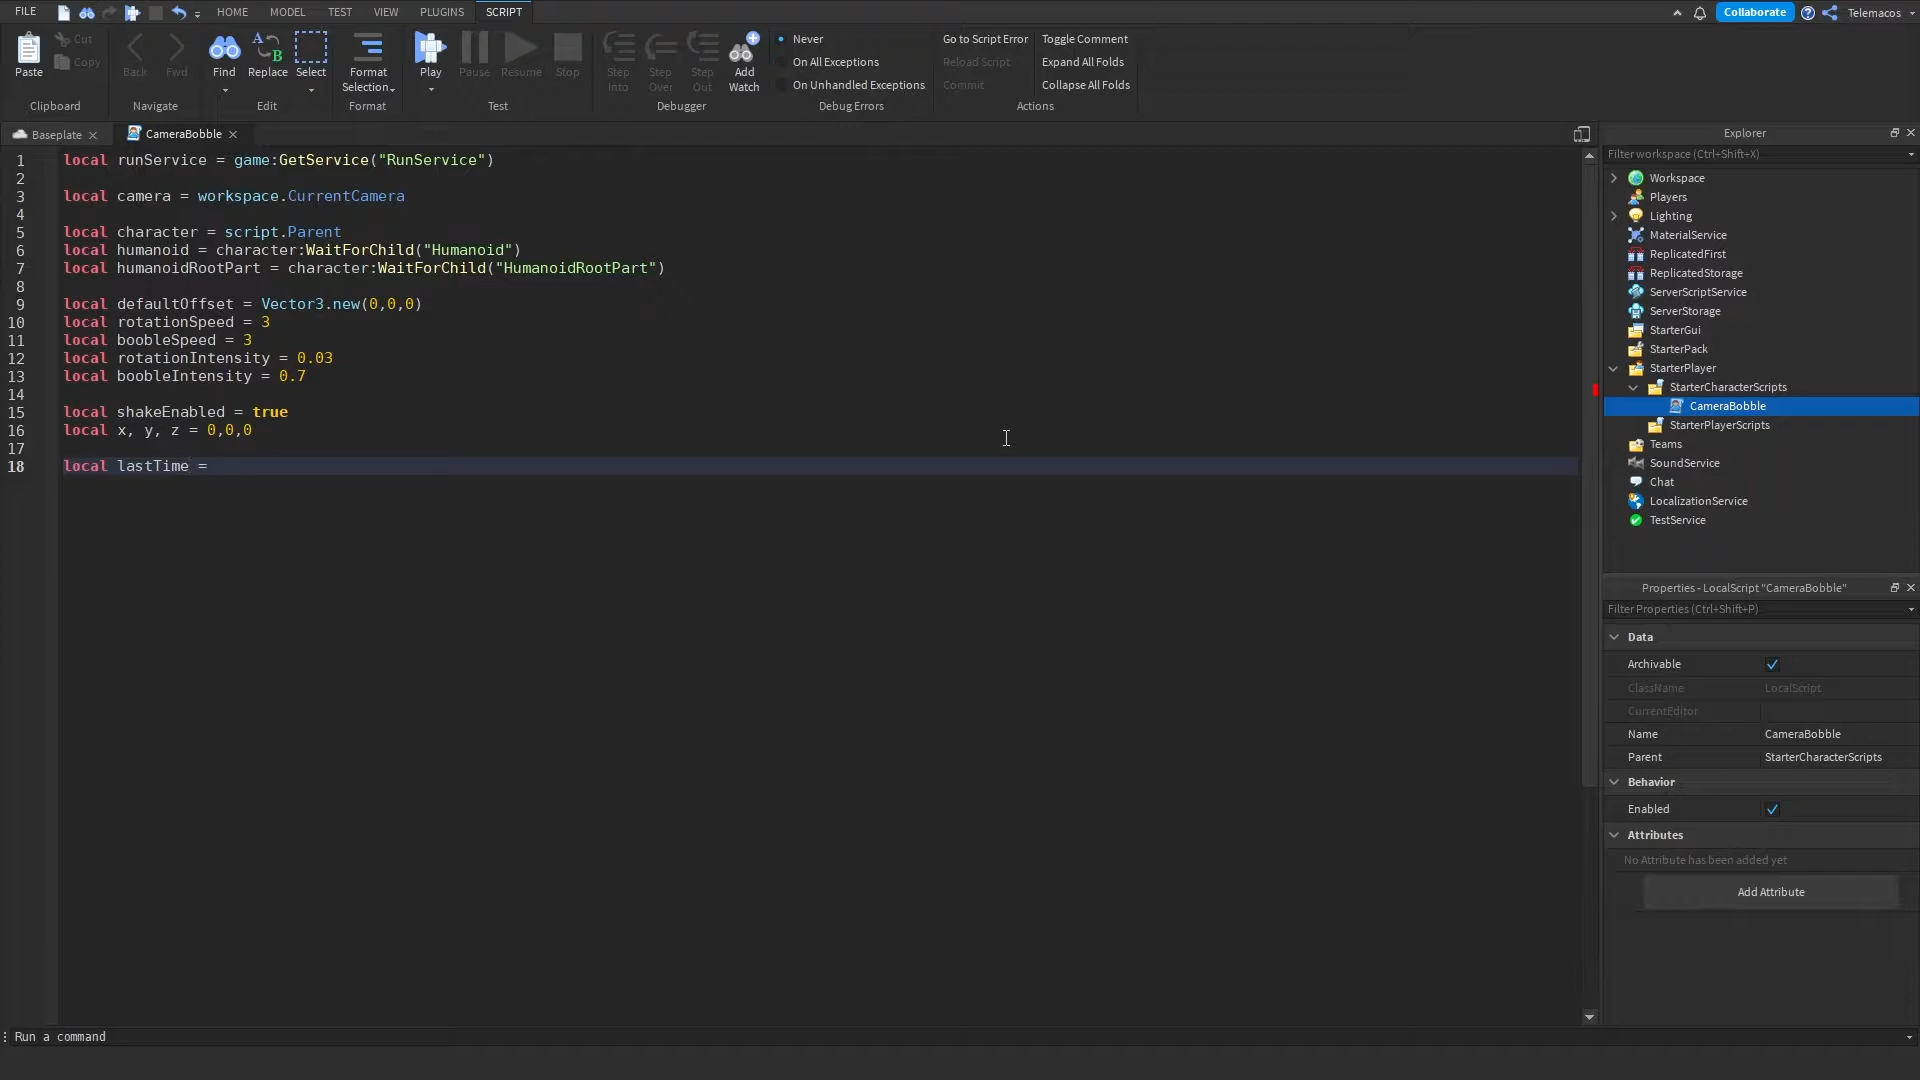 FILE HOME MODEL TEST VIEW PLUGINS SCRIPT Collaborate Telemacos
Paste
Cut
Copy
Clipboard
Back Fwd
Navigate
Find Replace Select
Edit
Format
Selection
Format
Play Pause Resume Stop
Test
Step
Into
Step
Over
Step
Out
Add
Watch
Debugger
Never
On All Exceptions
On Unhandled Exceptions
Debug Errors
Go to Script Error
Reload Script
Commit
Toggle Comment
Expand All Folds
Collapse All Folds
Actions
Baseplate
CameraBobble
1 local runService = game:GetService("RunService")
2
3 local camera = workspace.CurrentCamera
4
5 local character = script.Parent
6 local humanoid = character:WaitForChild("Humanoid")
7 local humanoidRootPart = character:WaitForChild("HumanoidRootPart")
8
9 local defaultOffset = Vector3.new(0,0,0)
10 local rotationSpeed = 3
11 local boobleSpeed = 3
12 local rotationIntensity = 0.03
13 local boobleIntensity = 0.7
14
15 local shakeEnabled = true
16 local x, y, z = 0,0,0
17
18 local lastTime =
Explorer
Filter workspace (Ctrl+Shift+X)
Workspace
Players
Lighting
MaterialService
ReplicatedFirst
ReplicatedStorage
ServerScriptService
ServerStorage
StarterGui
StarterPack
StarterPlayer
StarterCharacterScripts
CameraBobble
StarterPlayerScripts
Teams
SoundService
Chat
LocalizationService
TestService
Properties - LocalScript "CameraBobble"
Filter Properties (Ctrl+Shift+P)
Data
Archivable
ClassName LocalScript
CurrentEditor
Name CameraBobble
Parent StarterCharacterScripts
Behavior
Enabled
Attributes
No Attribute has been added yet
Add Attribute
Run a command